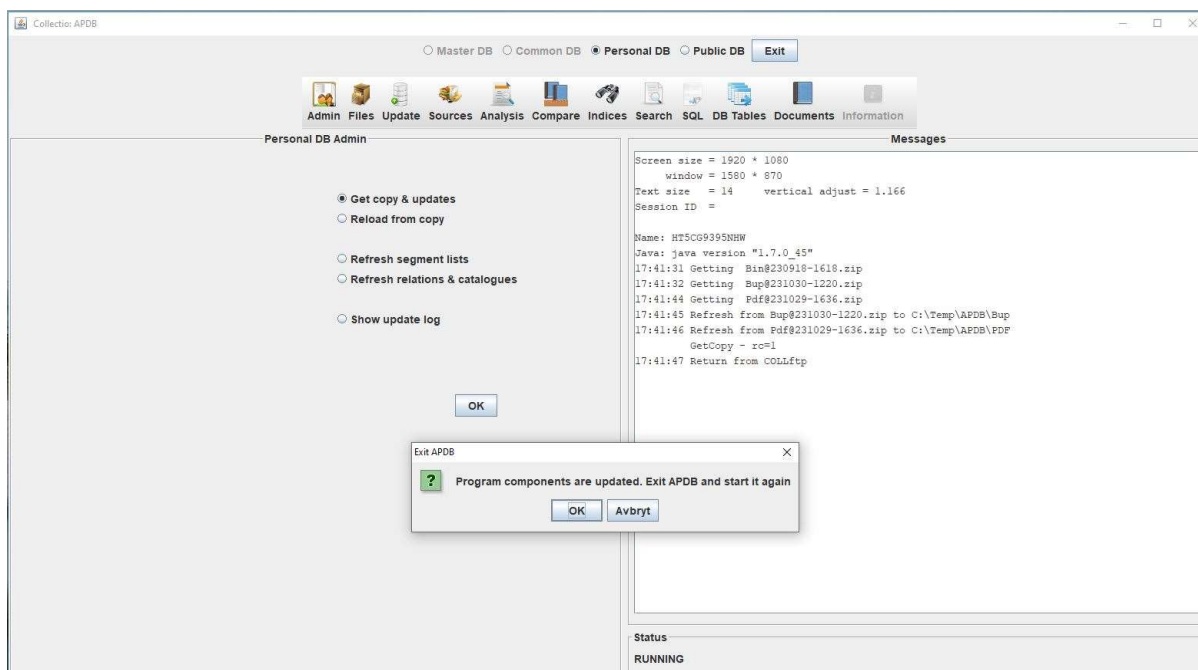 Collectio: APDB
Master DB Common DB Personal DB Public DB Exit
Admin Files Update Sources Analysis Compare Indices Search SQL DB Tables Documents Information
Personal DB Admin
Get copy & updates
Reload from copy
Refresh segment lists
Refresh relations & catalogues
Show update log
OK
Messages
Screen size = 1920 * 1080
window = 1580 * 870
Text size = 14 vertical adjust = 1.166
Session ID =
Name: HT5CG9395NHW
Java: java version "1.7.0_45"
17:41:31 Getting Bin@230918-1618.zip
17:41:32 Getting Bup@231030-1220.zip
17:41:44 Getting Pdf@231029-1636.zip
17:41:45 Refresh from Bup@231030-1220.zip to C:\Temp\APDB\Bup
17:41:46 Refresh from Pdf@231029-1636.zip to C:\Temp\APDB\PDF
GetCopy - rc=1
17:41:47 Return from COLLftp
Exit APDB
Program components are updated. Exit APDB and start it again
OK Avbryt
Status
RUNNING